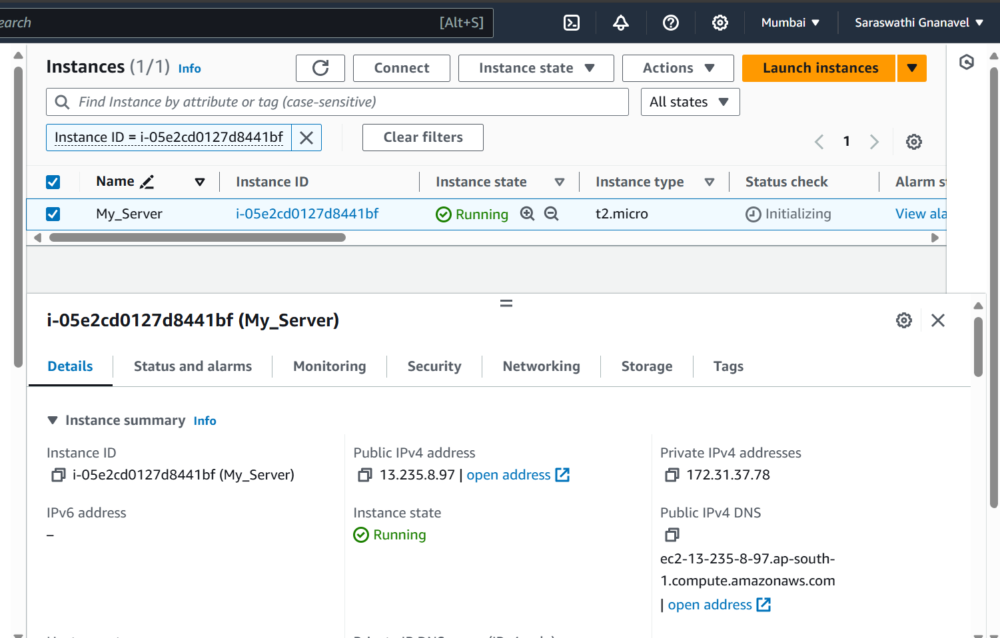 earch [Alt+S] Mumbai Saraswathi Gnanavel
Instances (1/1) Info Connect Instance state Actions Launch instances
Find Instance by attribute or tag (case-sensitive) All states
Instance ID = i-05e2cd0127d8441bf Clear filters 1
Name Instance ID Instance state Instance type Status check Alarm s
My_Server i-05e2cd0127d8441bf Running t2.micro Initializing View ala
i-05e2cd0127d8441bf (My_Server)
Details Status and alarms Monitoring Security Networking Storage Tags
Instance summary Info
Instance ID Public IPv4 address Private IPv4 addresses
i-05e2cd0127d8441bf (My_Server) 13.235.8.97 | open address 172.31.37.78
IPv6 address Instance state Public IPv4 DNS
– Running
ec2-13-235-8-97.ap-south-
1.compute.amazonaws.com
| open address